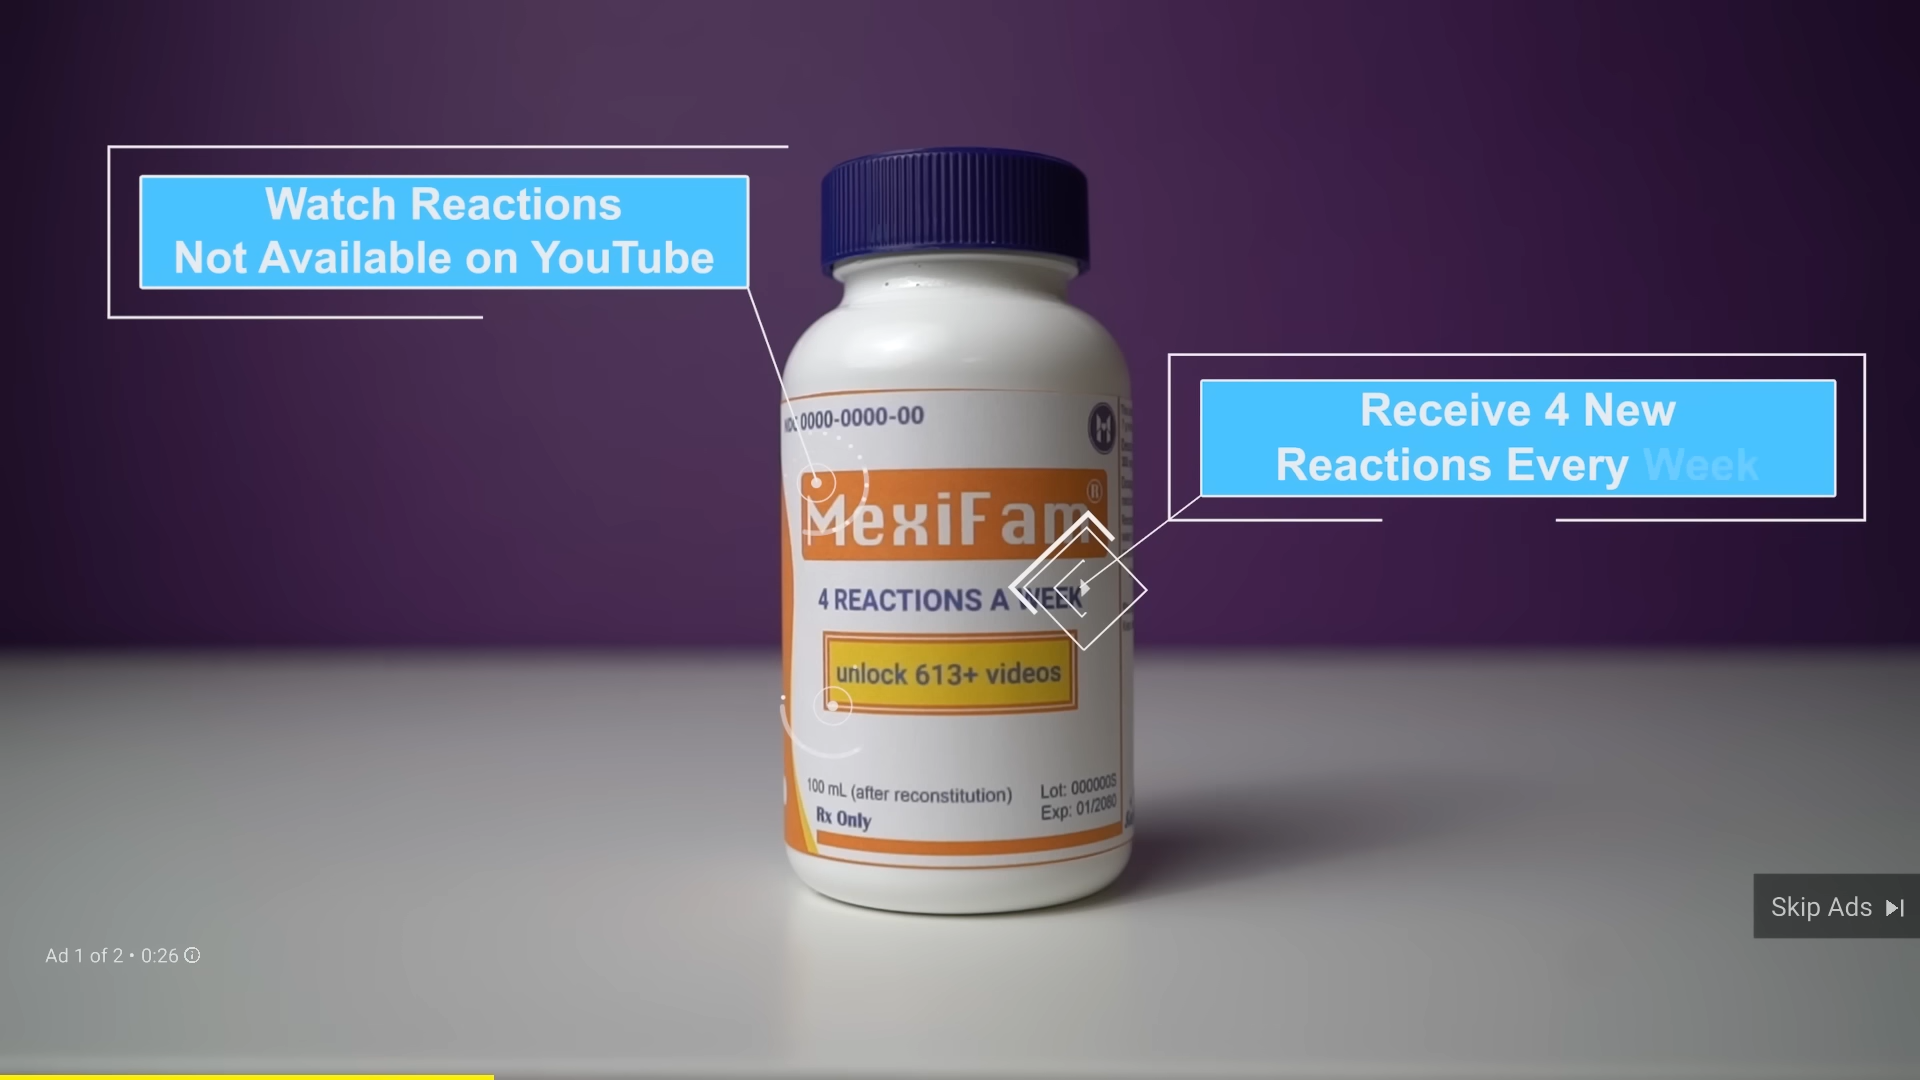 Watch Reactions
Not Available on YouTube
Receive 4 New
Reactions Every Week
NDC 0000-0000-00
MexiFam®
4 REACTIONS A WEEK
unlock 613+ videos
100 mL (after reconstitution)
Rx Only
Lot: 000000S
Exp: 01/2080
Skip Ads
Ad 1 of 2 • 0:26